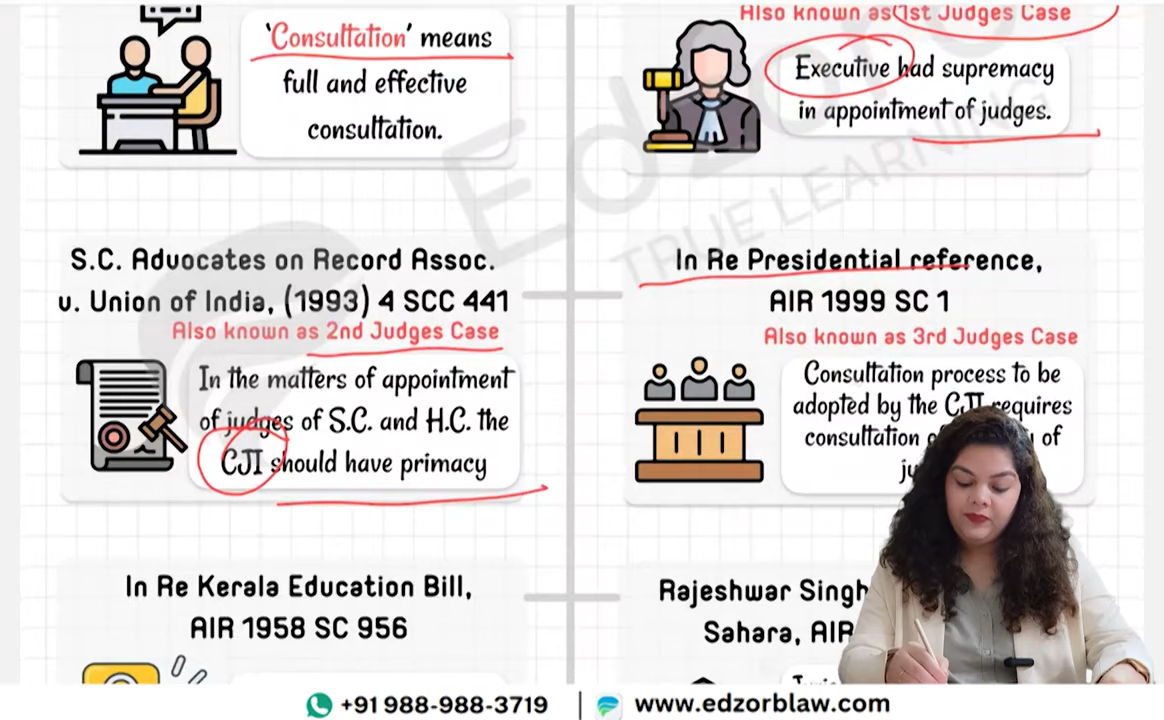 'Consultation' means
full and effective
consultation.
Also known as 1st Judges Case
Executive had supremacy
in appointment of judges.
S.C. Advocates on Record Assoc.
v. Union of India, (1993) 4 SCC 441
Also known as 2nd Judges Case
In the matters of appointment
of judges of S.C. and H.C. the
CJI should have primacy
In Re Presidential reference,
AIR 1999 SC 1
Also known as 3rd Judges Case
Consultation process to be
adopted by the CJI requires
consultation of
In Re Kerala Education Bill,
AIR 1958 SC 956
Rajeshwar Singh
Sahara, AIR
Edzorb
TRUE LEARNING
+91 988-988-3719
www.edzorblaw.com